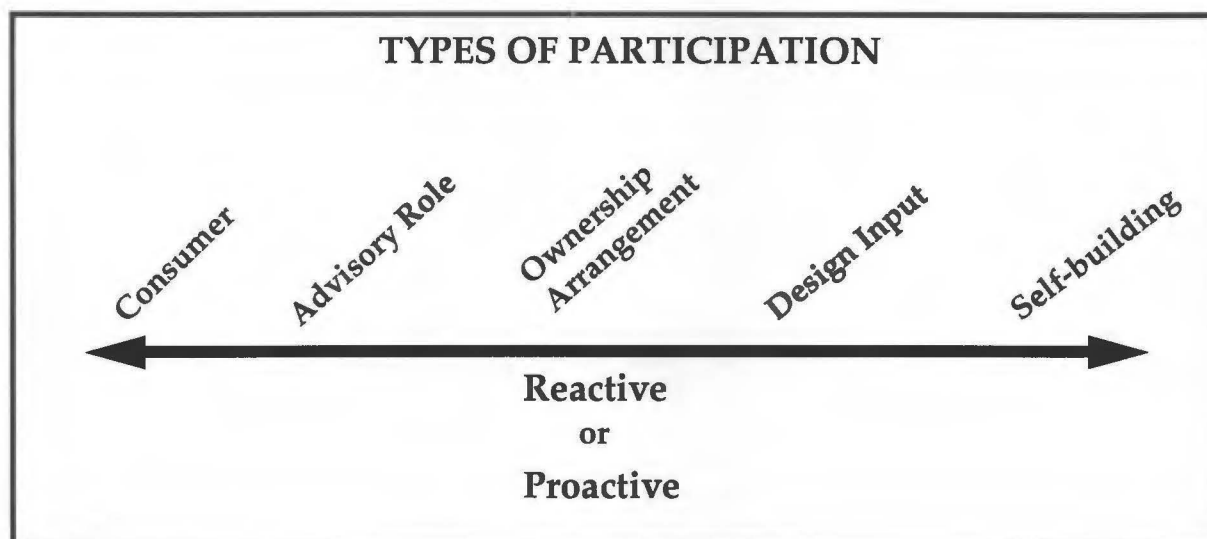 TYPES OF PARTICIPATION
Consumer
Advisory Role
Ownership
Arrangement
Design Input
Self-building
Reactive
or
Proactive